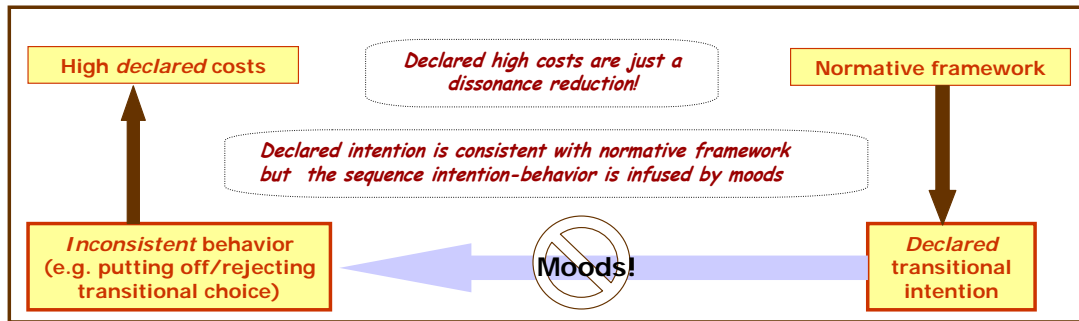 High declared costs
Declared high costs are just a
dissonance reduction!
Normative framework
Declared intention is consistent with normative framework
but the sequence intention-behavior is infused by moods
Inconsistent behavior
(e.g. putting off/rejecting
transitional choice)
Moods!
Declared
transitional
intention